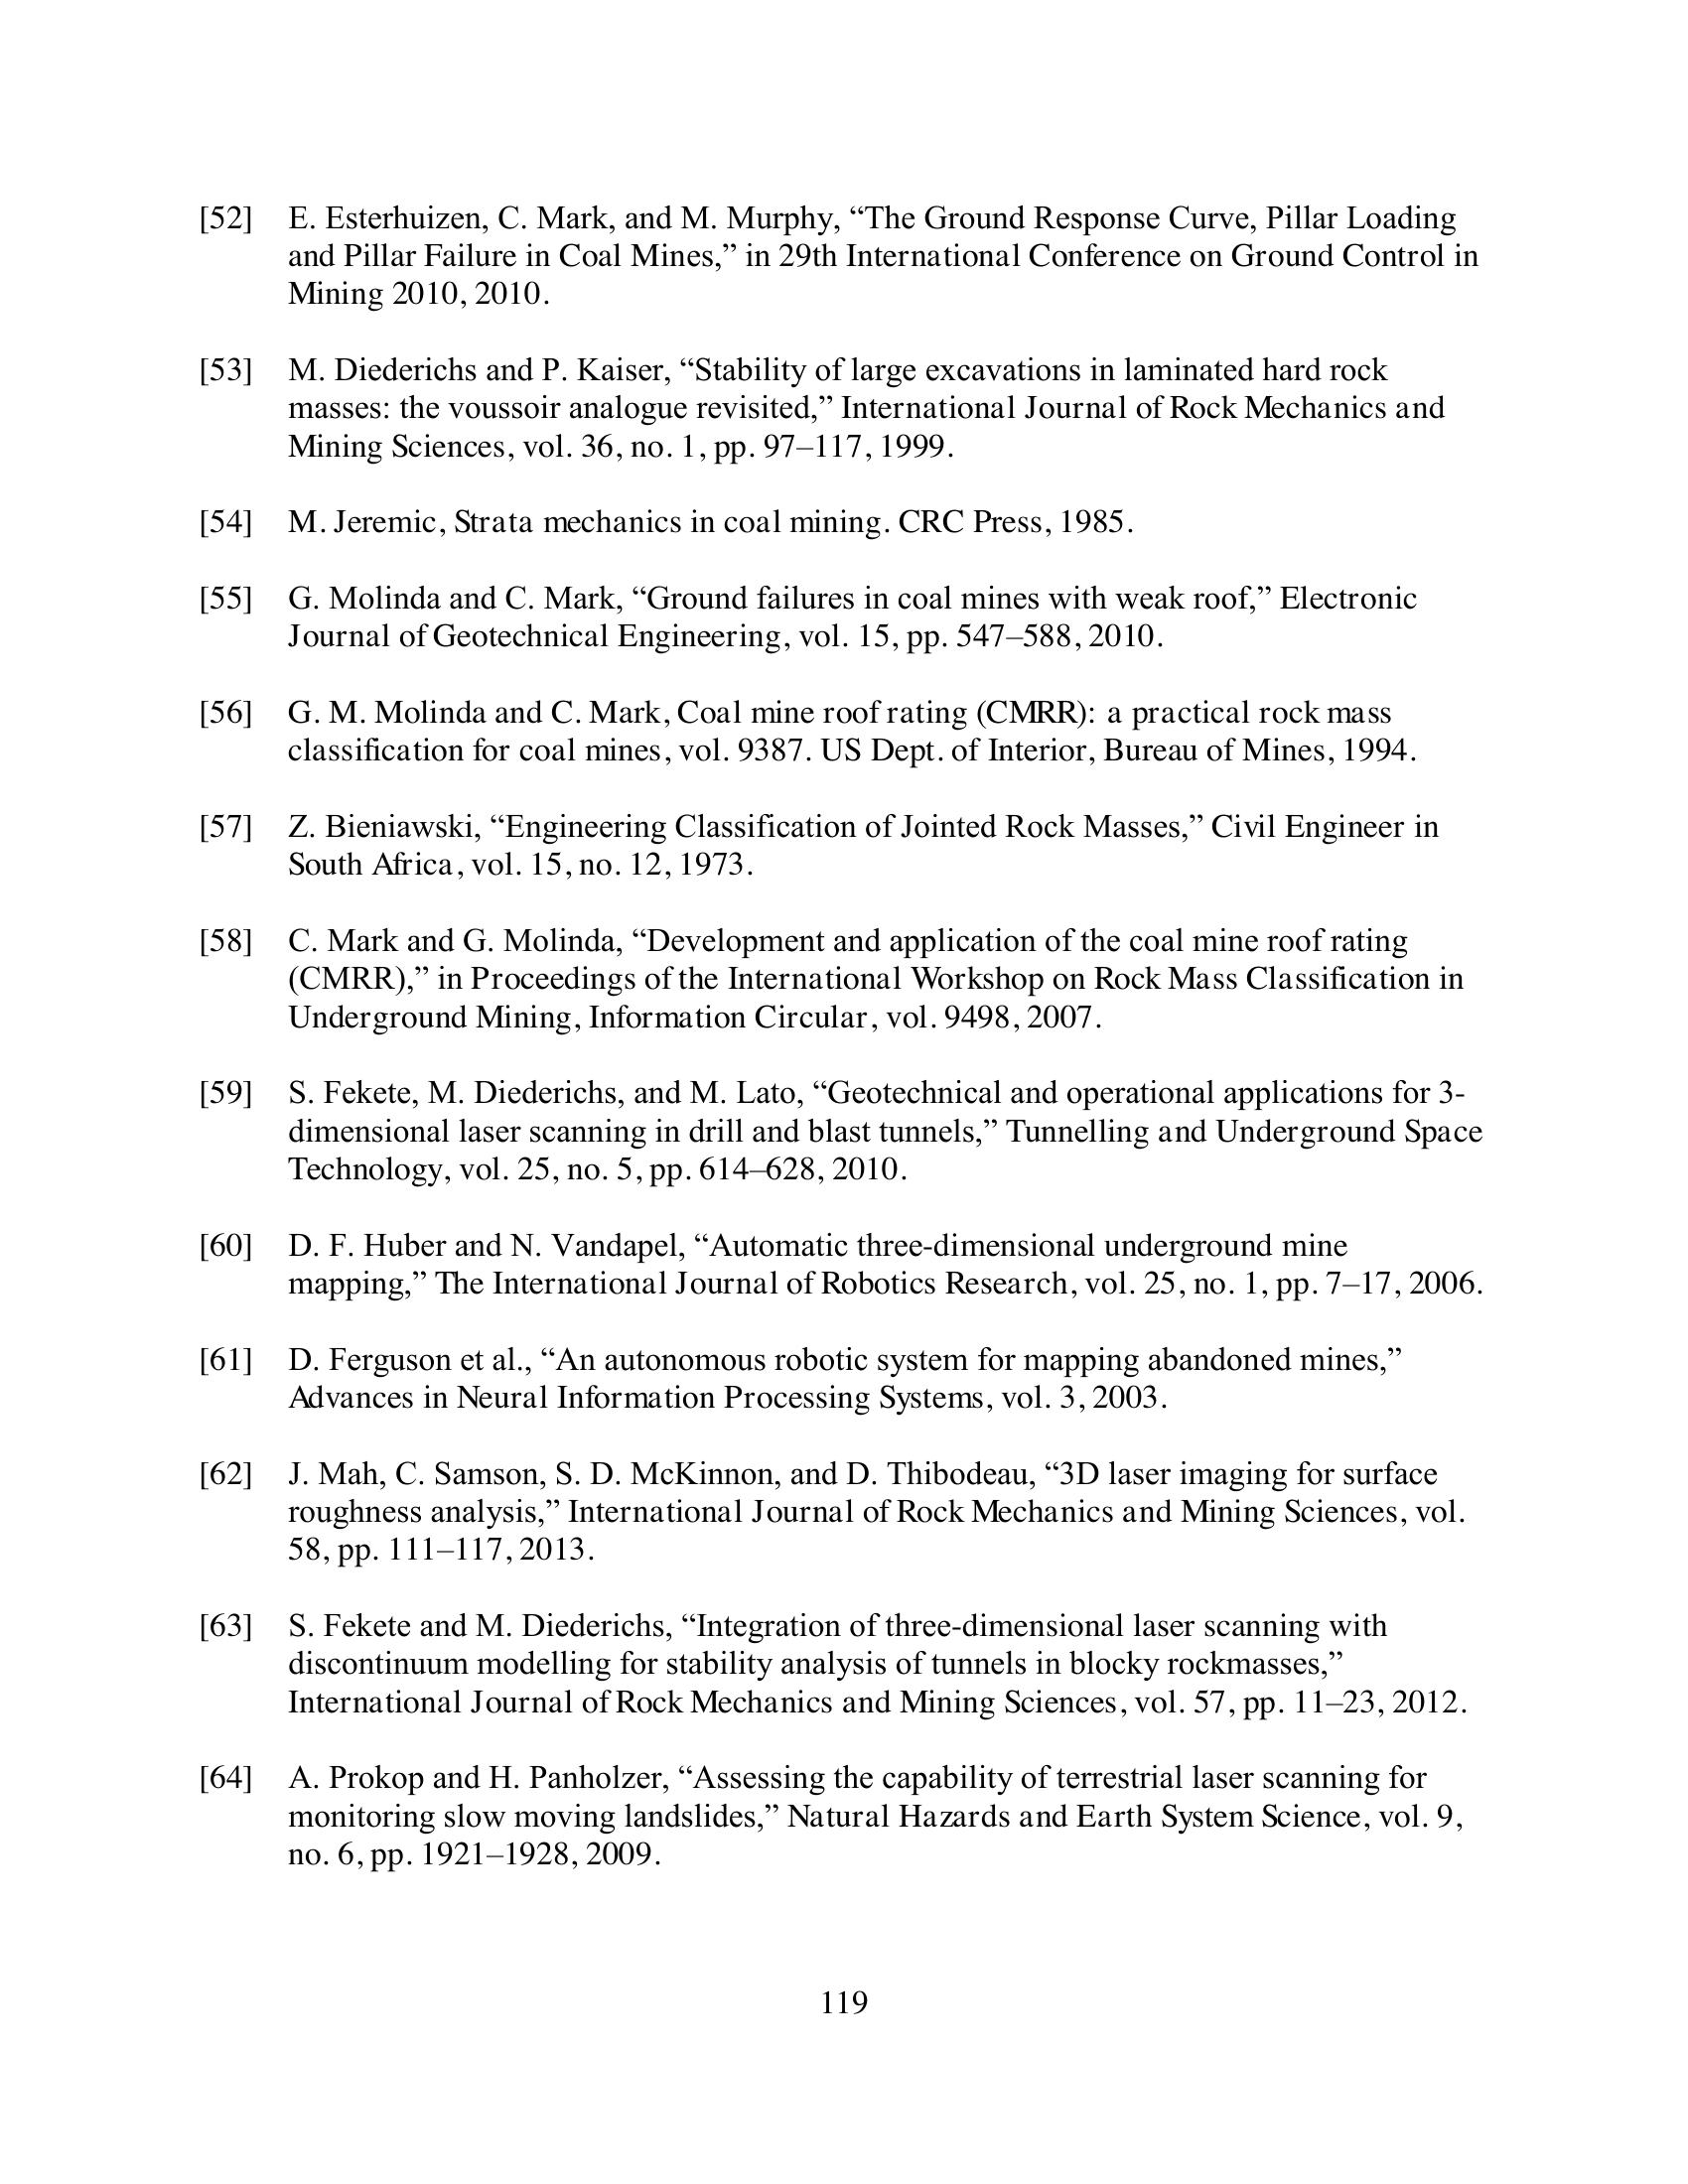 [52] E. Esterhuizen, C. Mark, and M. Murphy, “The Ground Response Curve, Pillar Loading
and Pillar Failure in Coal Mines,” in 29th International Conference on Ground Control in
Mining 2010, 2010.
[53] M. Diederichs and P. Kaiser, “Stability of large excavations in laminated hard rock
masses: the voussoir analogue revisited,” International Journal of Rock Mechanics and
Mining Sciences, vol. 36, no. 1, pp. 97–117, 1999.
[54] M. Jeremic, Strata mechanics in coal mining. CRC Press, 1985.
[55] G. Molinda and C. Mark, “Ground failures in coal mines with weak roof,” Electronic
Journal of Geotechnical Engineering, vol. 15, pp. 547–588, 2010.
[56] G. M. Molinda and C. Mark, Coal mine roof rating (CMRR): a practical rock mass
classification for coal mines, vol. 9387. US Dept. of Interior, Bureau of Mines, 1994.
[57] Z. Bieniawski, “Engineering Classification of Jointed Rock Masses,” Civil Engineer in
South Africa, vol. 15, no. 12, 1973.
[58] C. Mark and G. Molinda, “Development and application of the coal mine roof rating
(CMRR),” in Proceedings of the International Workshop on Rock Mass Classification in
Underground Mining, Information Circular, vol. 9498, 2007.
[59] S. Fekete, M. Diederichs, and M. Lato, “Geotechnical and operational applications for 3-
dimensional laser scanning in drill and blast tunnels,” Tunnelling and Underground Space
Technology, vol. 25, no. 5, pp. 614–628, 2010.
[60] D. F. Huber and N. Vandapel, “Automatic three-dimensional underground mine
mapping,” The International Journal of Robotics Research, vol. 25, no. 1, pp. 7–17, 2006.
[61] D. Ferguson et al., “An autonomous robotic system for mapping abandoned mines,”
Advances in Neural Information Processing Systems, vol. 3, 2003.
[62] J. Mah, C. Samson, S. D. McKinnon, and D. Thibodeau, “3D laser imaging for surface
roughness analysis,” International Journal of Rock Mechanics and Mining Sciences, vol.
58, pp. 111–117, 2013.
[63] S. Fekete and M. Diederichs, “Integration of three-dimensional laser scanning with
discontinuum modelling for stability analysis of tunnels in blocky rockmasses,”
International Journal of Rock Mechanics and Mining Sciences, vol. 57, pp. 11–23, 2012.
[64] A. Prokop and H. Panholzer, “Assessing the capability of terrestrial laser scanning for
monitoring slow moving landslides,” Natural Hazards and Earth System Science, vol. 9,
no. 6, pp. 1921–1928, 2009.
119